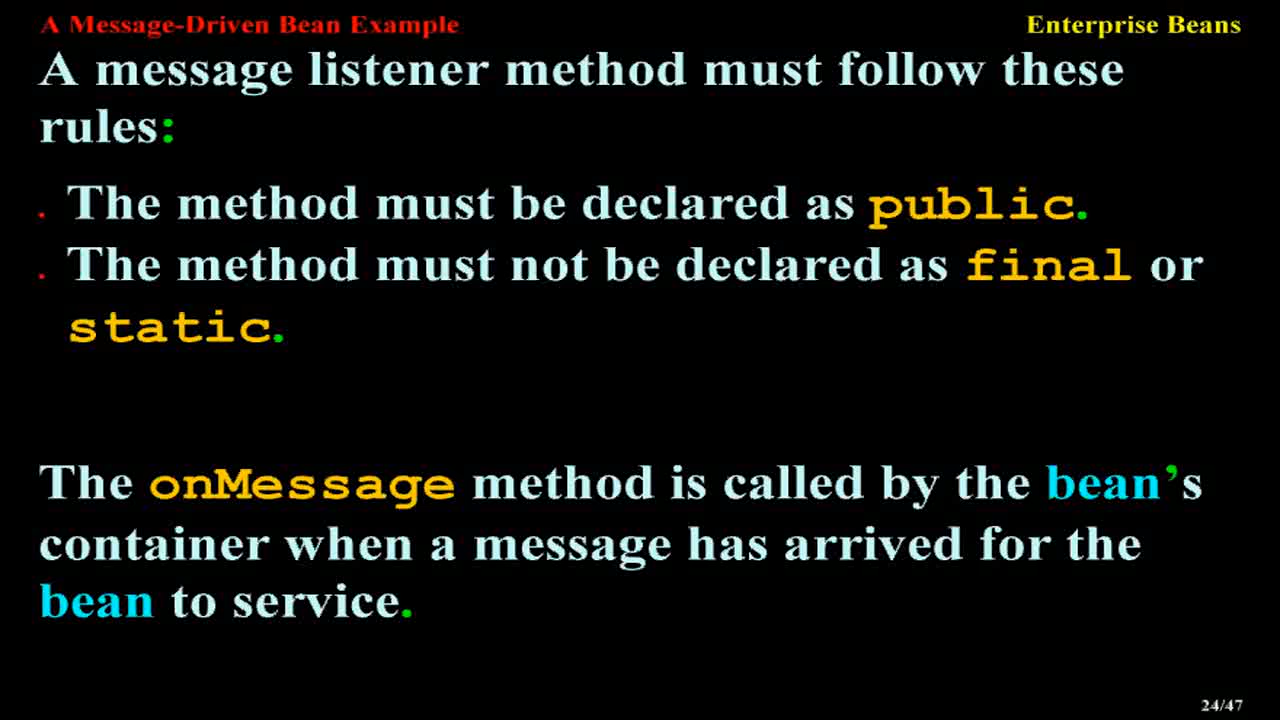 A Message-Driven Bean Example
Enterprise Beans
A message listener method must follow these
rules:
. The method must be declared as public.
. The method must not be declared as final or
static.
The onMessage method is called by the bean’s
container when a message has arrived for the
bean to service.
24/47